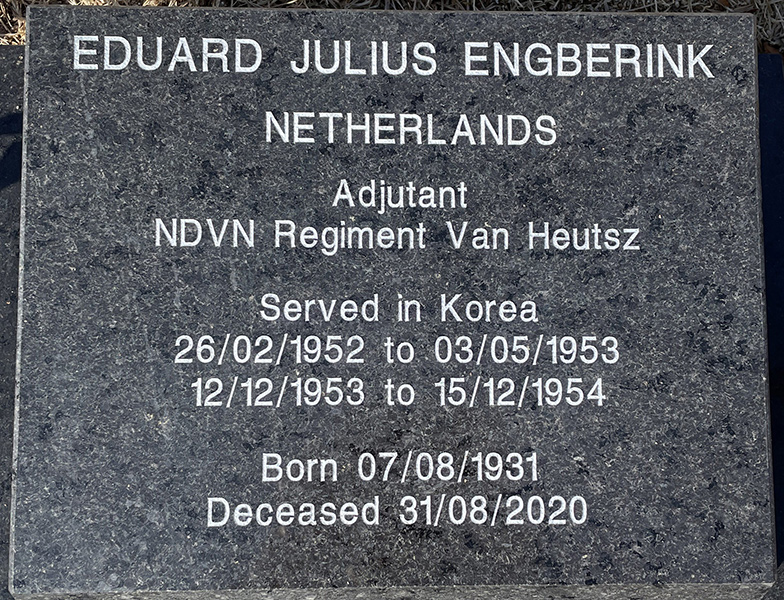 EDUARD JULIUS ENGBERINK
NETHERLANDS
Adjutant
NDVN Regiment Van Heutsz
Served in Korea
26/02/1952 to 03/05/1953
12/12/1953 to 15/12/1954
Born 07/08/1931
Deceased 31/08/2020